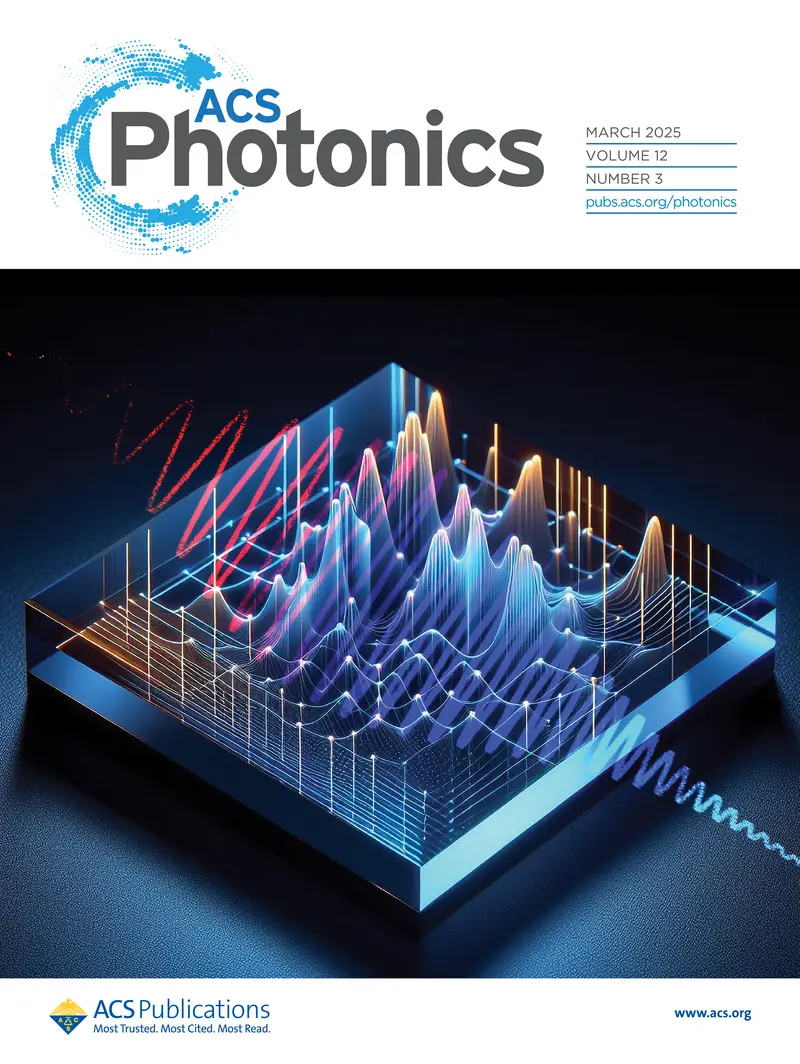 ACS
Photonics
MARCH 2025
VOLUME 12
NUMBER 3
pubs.acs.org/photonics
A C S
ACS Publications
Most Trusted. Most Cited. Most Read.
www.acs.org